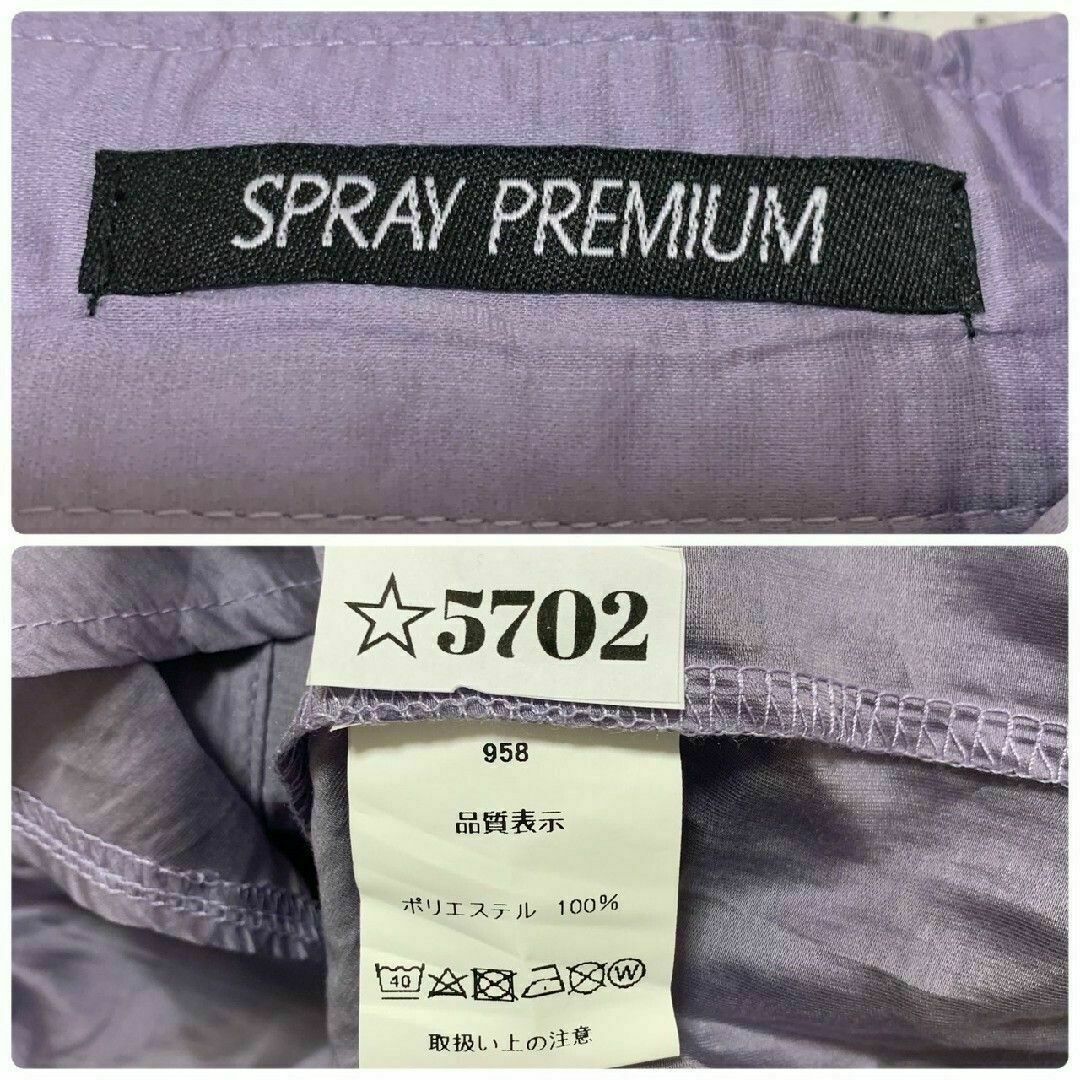 SPRAY PREMIUM
☆5702
958
品質表示
ポリエステル 100%
40 W
取扱い上の注意